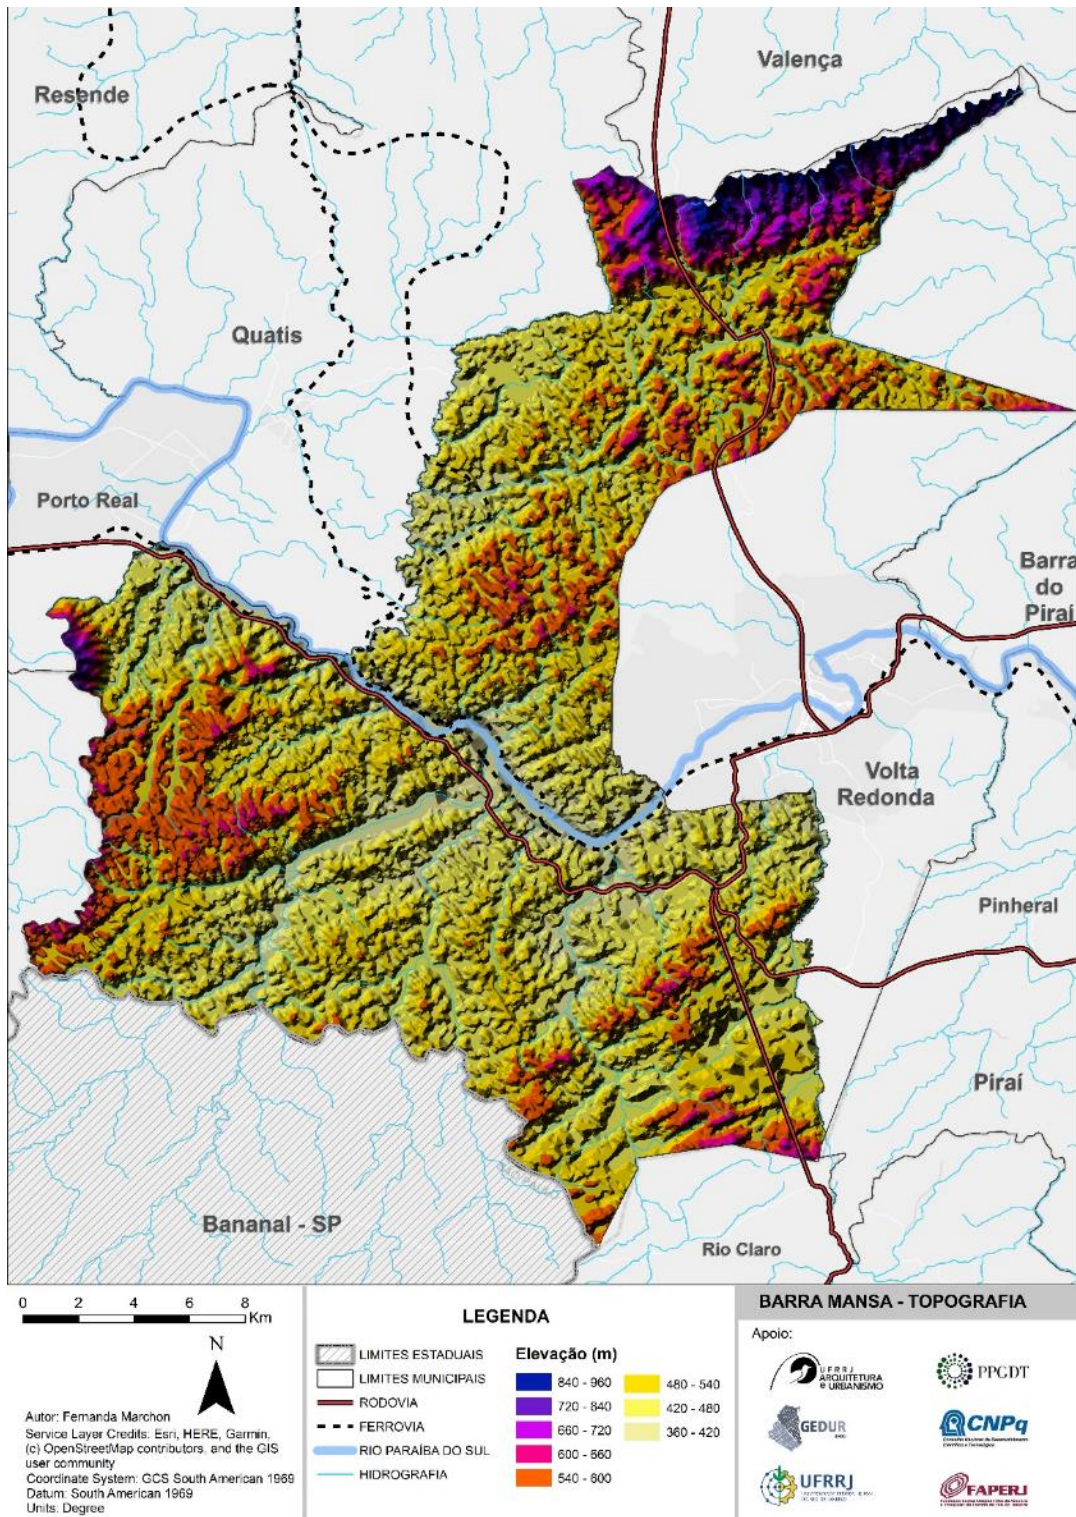 Valença
Resende
Quatis
Porto Real
Barra
do
Piraí
Volta
Redonda
Pinheral
Piraí
Bananal - SP
Rio Claro
0 2 4 6 8
Km
N
Autor: Fernanda Marchon
Service Layer Credits: Esri, HERE, Garmin,
(c) OpenStreetMap contributors, and the GIS
user community
Coordinate System: GCS South American 1969
Datum: South American 1969
Units: Degree
LEGENDA
LIMITES ESTADUAIS
LIMITES MUNICIPAIS
RODOVIA
FERROVIA
RIO PARAÍBA DO SUL
HIDROGRAFIA
Elevação (m)
840 - 960
720 - 840
660 - 720
600 - 660
540 - 600
480 - 540
420 - 480
360 - 420
BARRA MANSA - TOPOGRAFIA
Apoio:
UFRRJ
ARQUITETURA
e URBANISMO
PPGDT
GEDUR
CNPq
UFRRJ
FAPERJ